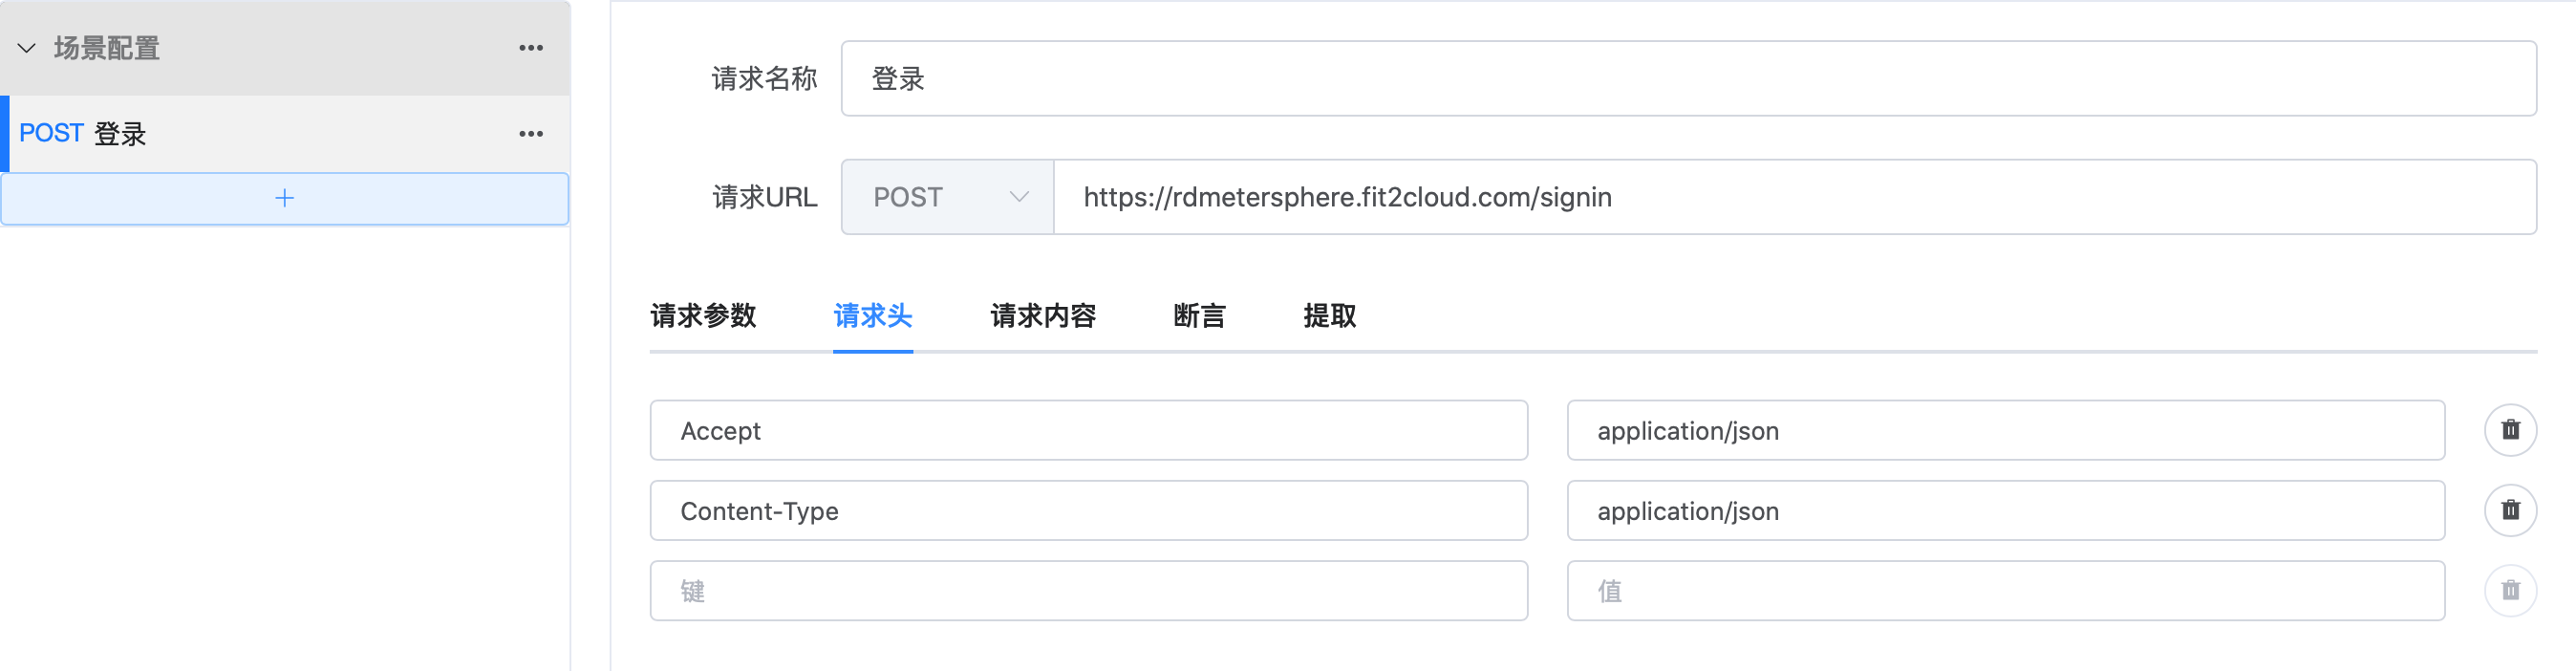 场景配置
POST 登录
请求名称 登录
请求URL POST https://rdmetersphere.fit2cloud.com/signin
请求参数 请求头 请求内容 断言 提取
Accept application/json
Content-Type application/json
键 值